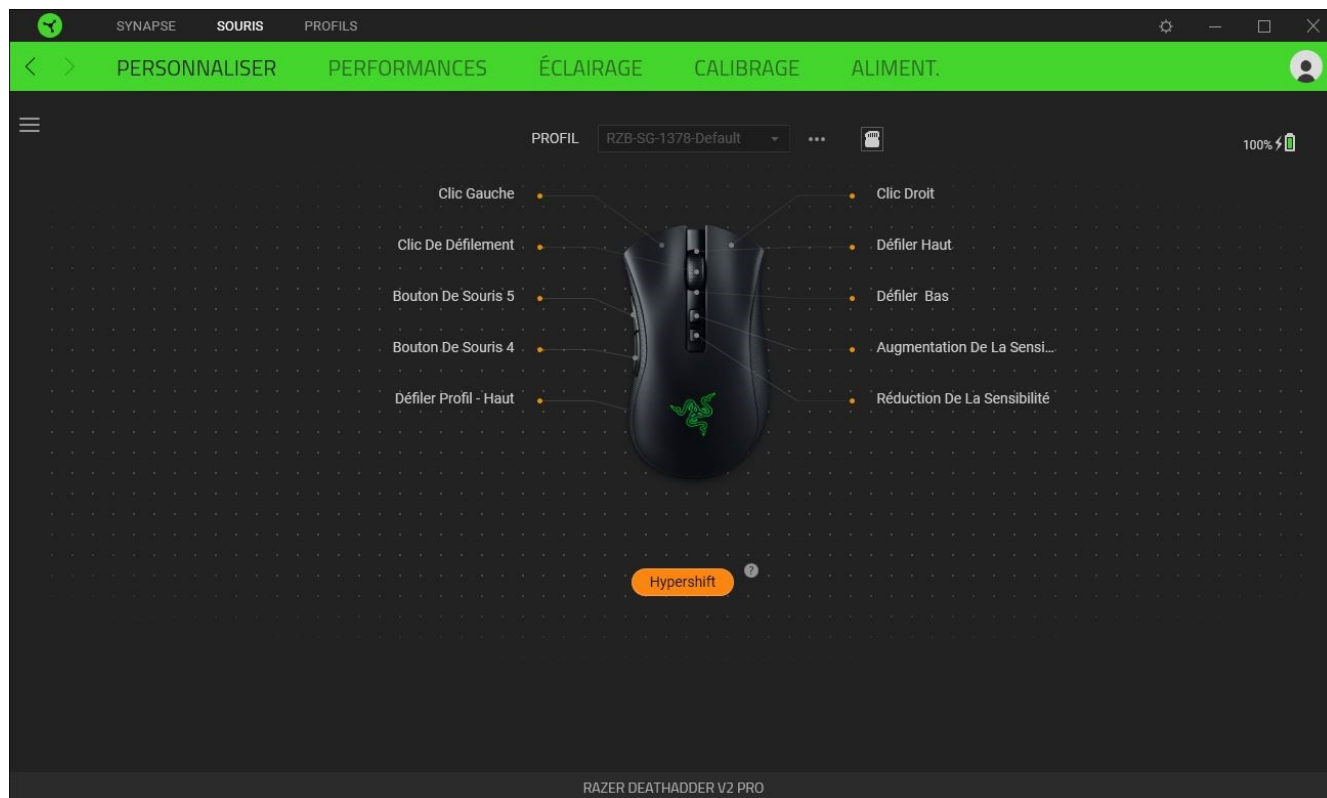 SYNAPSE SOURIS PROFILS
PERSONNALISER PERFORMANCES ÉCLAIRAGE CALIBRAGE ALIMENT.
PROFIL RZB-SG-1378-Default ...
100%
Clic Gauche Clic Droit
Clic De Défilement Défiler Haut
Bouton De Souris 5 Défiler Bas
Bouton De Souris 4 Augmentation De La Sensi...
Défiler Profil - Haut Réduction De La Sensibilité
Hypershift ?
RAZER DEATHADDER V2 PRO